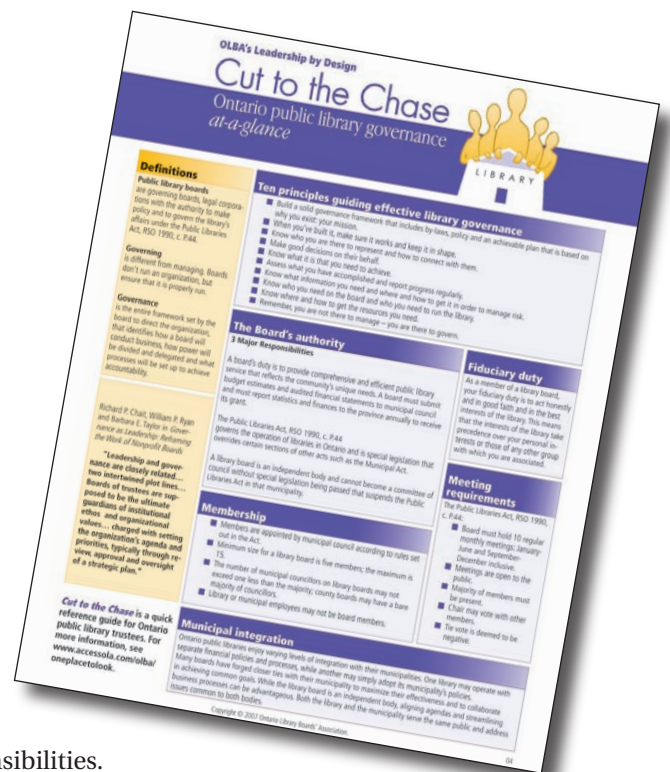 OLBA's Leadership by Design
Cut to the Chase
Ontario public library governance
at-a-glance
LIBRARY
Definitions
Public library boards
are governing boards, legal corpora-
tions with the authority to make
policy and to govern the library's
affairs under the Public Libraries
Act, RSO 1990, c. P.44.
Governing
is different from managing. Boards
don't run an organization, but
ensure that it is properly run.
Governance
is the entire framework set by the
board to direct the organization,
that identifies how a board will
conduct business, how power will
be divided and delegated and what
processes will be set up to achieve
accountability.
Richard P. Chait, William P. Ryan
and Barbara E. Taylor in Gover-
nance as Leadership: Reframing
the Work of Nonprofit Boards
"Leadership and gover-
nance are closely related...
two intertwined plot lines...
Boards of trustees are sup-
posed to be the ultimate
guardians of institutional
ethos and organizational
values... charged with setting
the organization's agenda and
priorities, typically through re-
view, approval and oversight
of a strategic plan."
Cut to the Chase is a quick
reference guide for Ontario
public library trustees. For
more information, see
www.accessola.com/olba/
oneplacetolook.
Ten principles guiding effective library governance
■ Build a solid governance framework that includes by-laws, policy and an achievable plan that is based on
why you exist: your mission.
■ When you've built it, make sure it works and keep it in shape.
■ Know who you are there to represent and how to connect with them.
■ Make good decisions on their behalf.
■ Know what it is that you need to achieve.
■ Assess what you have accomplished and report progress regularly.
■ Know what information you need and where and how to get it in order to manage risk.
■ Know who you need on the board and who you need to run the library.
■ Know where and how to get the resources you need.
■ Remember, you are not there to manage – you are there to govern.
The Board's authority
3 Major Responsibilities
A board's duty is to provide comprehensive and efficient public library
service that reflects the community's unique needs. A board must submit
budget estimates and audited financial statements to municipal council
and must report statistics and finances to the province annually to receive
its grant.
The Public Libraries Act, RSO 1990, c. P.44
governs the operation of libraries in Ontario and is special legislation that
overrides certain sections of other acts such as the Municipal Act.
A library board is an independent body and cannot become a committee of
council without special legislation being passed that suspends the Public
Libraries Act in that municipality.
Fiduciary duty
As a member of a library board,
your fiduciary duty is to act honestly
and in good faith and in the best
interests of the library. This means
that the interests of the library take
precedence over your personal in-
terests or those of any other group
with which you are associated.
Membership
■ Members are appointed by municipal council according to rules set
out in the Act.
■ Minimum size for a library board is five members; the maximum is
15.
■ The number of municipal councillors on library boards may not
exceed one less than the majority; county boards may have a bare
majority of councillors.
■ Library or municipal employees may not be board members.
Meeting
requirements
The Public Libraries Act, RSO 1990,
c. P.44:
■ Board must hold 10 regular
monthly meetings: January-
June and September-
December inclusive.
■ Meetings are open to the
public.
■ Majority of members must
be present.
■ Chair may vote with other
members.
■ Tie vote is deemed to be
negative.
Municipal integration
Ontario public libraries enjoy varying levels of integration with their municipalities. One library may operate with
separate financial policies and processes, while another may simply adopt its municipality's policies.
Many boards have forged closer ties with their municipality to maximize their effectiveness and to collaborate
in achieving common goals. While the library board is an independent body, aligning agendas and streamlining
business processes can be advantageous. Both the library and the municipality serve the same public and address
issues common to both bodies.
Copyright © 2007 Ontario Library Boards' Association
04
nsibilities.